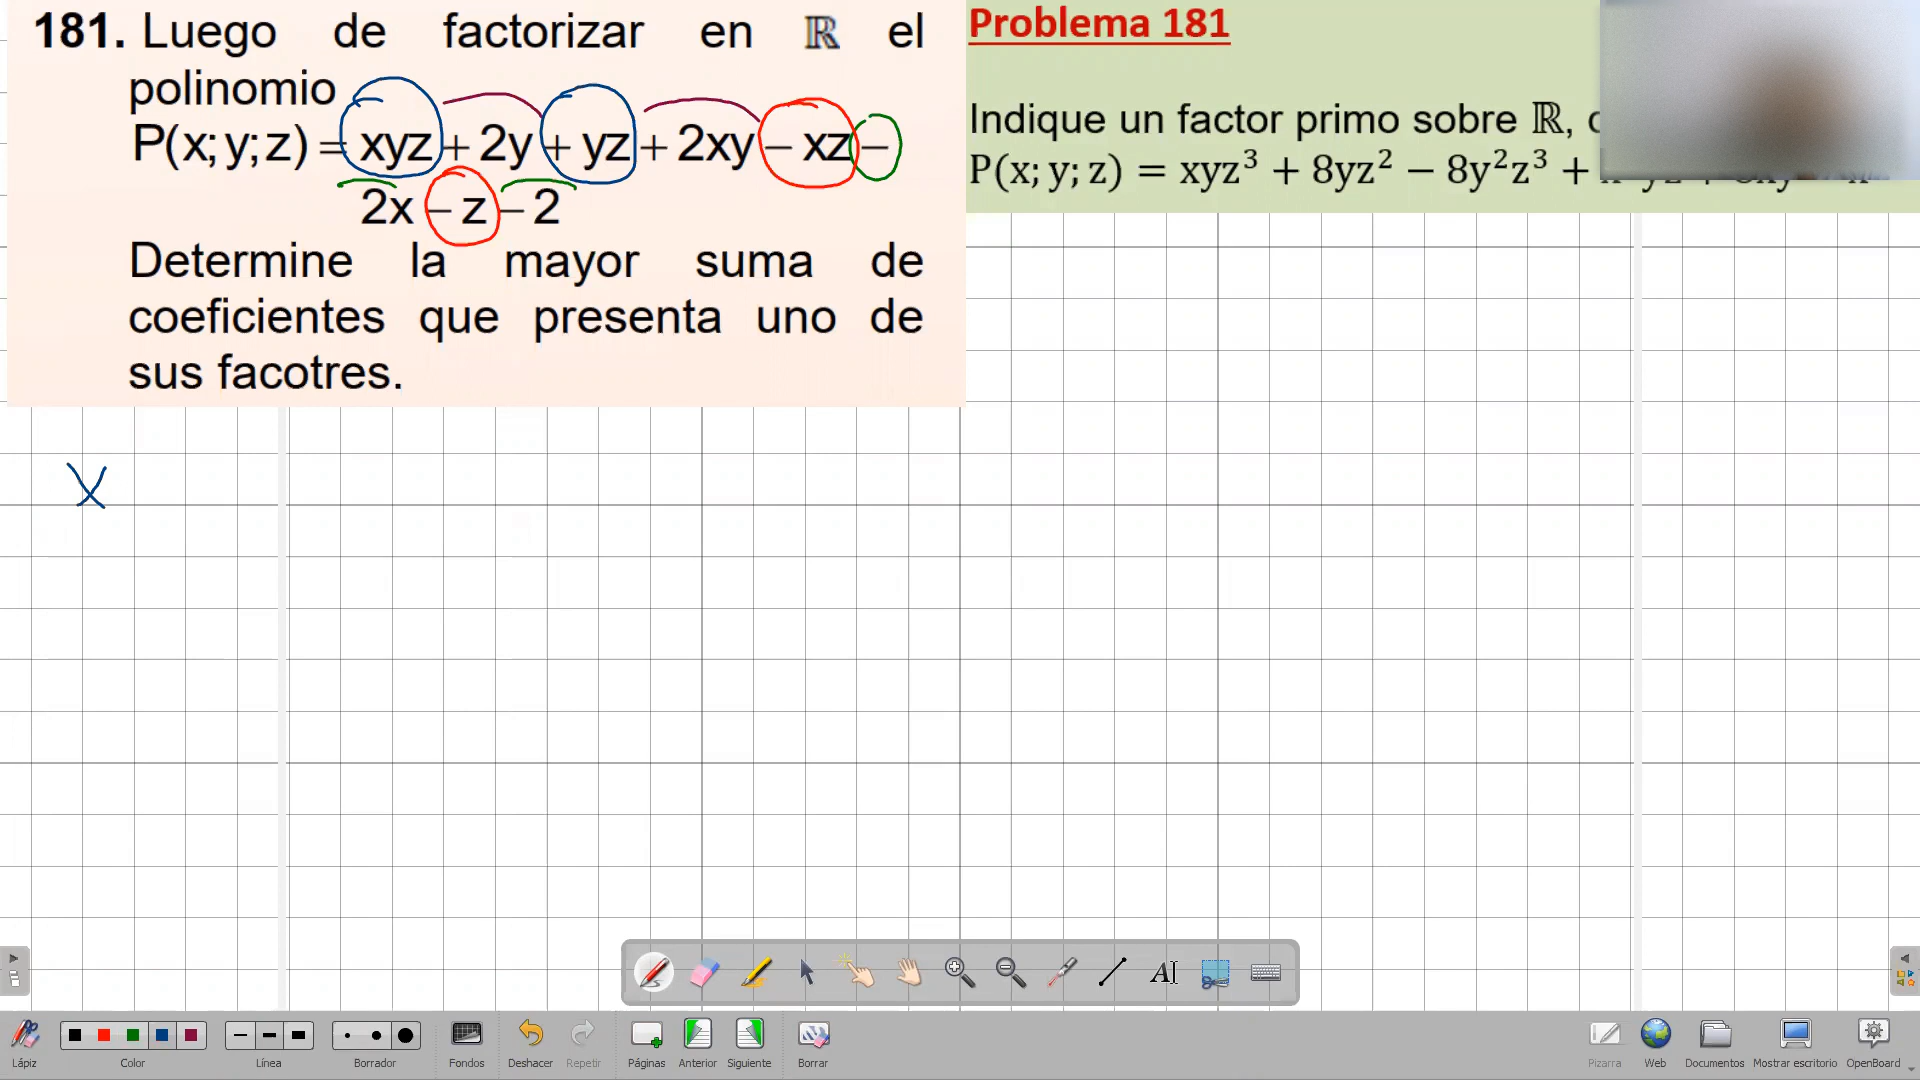 181. Luego de factorizar en ℝ el
polinomio
P(x; y; z) = xyz + 2y + yz + 2xy − xz −
2x − z − 2
Determine la mayor suma de
coeficientes que presenta uno de
sus facotres.
Problema 181
Indique un factor primo sobre ℝ,
P(x; y; z) = xyz³ + 8yz² − 8y²z³ +
x
AI
Lápiz
Color
Línea
Borrador
Fondos
Deshacer
Repetir
Páginas
Anterior
Siguiente
Borrar
Pizarra
Web
Documentos
Mostrar escritorio
OpenBoard